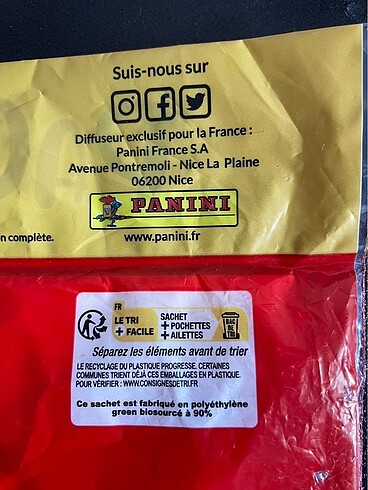 Suis-nous sur
Diffuseur exclusif pour la France :
Panini France S.A
Avenue Pontremoli - Nice La Plaine
06200 Nice
PANINI
on complète.
www.panini.fr
FR
LE TRI
+ FACILE
SACHET
+ POCHETTES
+ AILETTES
BAC
DE
TRI
Séparez les éléments avant de trier
LE RECYCLAGE DU PLASTIQUE PROGRESSE. CERTAINES
COMMUNES TRIENT DÉJÀ CES EMBALLAGES EN PLASTIQUE.
POUR VÉRIFIER : WWW.CONSIGNESDETRI.FR
Ce sachet est fabriqué en polyéthylène
green biosourcé à 90%